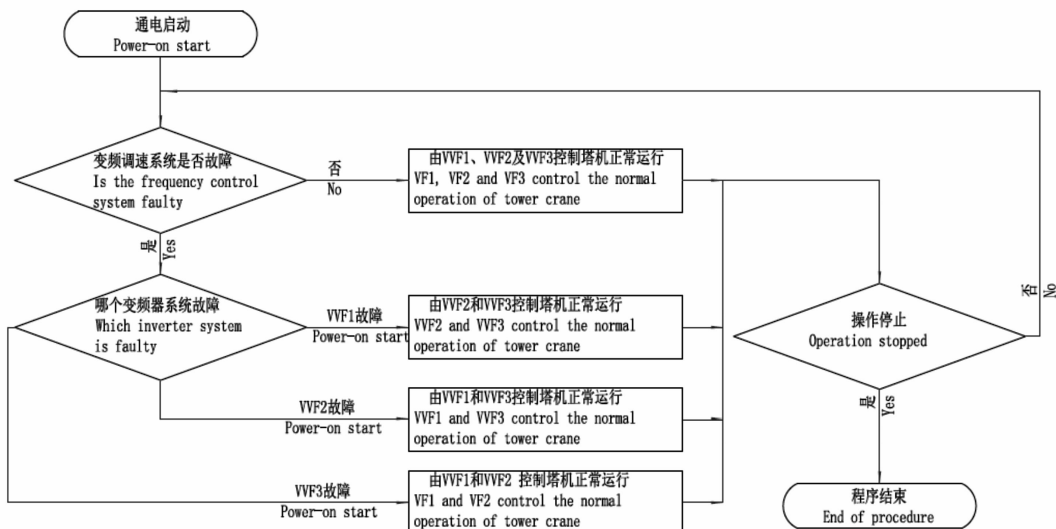 通电启动
Power-on start
变频调速系统是否故障
Is the frequency control
system faulty
否
No
由VVF1、VVF2及VVF3控制塔机正常运行
VF1, VF2 and VF3 control the normal
operation of tower crane
是
Yes
哪个变频器系统故障
Which inverter system
is faulty
VVF1故障
Power-on start
由VVF2和VVF3控制塔机正常运行
VVF2 and VVF3 control the normal
operation of tower crane
VVF2故障
Power-on start
由VVF1和VVF3控制塔机正常运行
VVF1 and VVF3 control the normal
operation of tower crane
VVF3故障
Power-on start
由VVF1和VVF2 控制塔机正常运行
VF1 and VF2 control the normal
operation of tower crane
操作停止
Operation stopped
否
No
是
Yes
程序结束
End of procedure